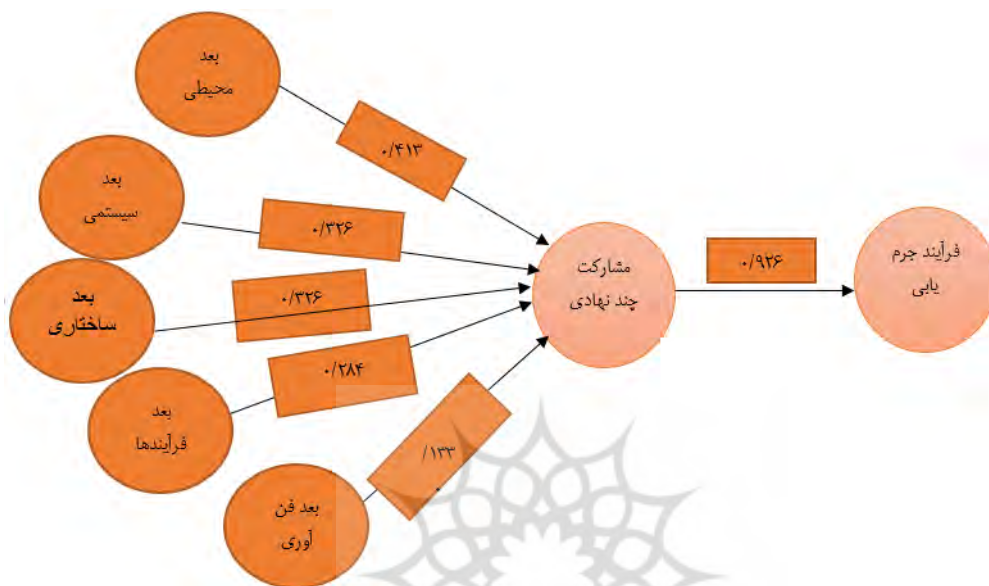 بعد
محیطی
۰/۴۱۳
بعد
سیستمی
۰/۳۲۶
بعد
ساختاری
۰/۳۲۶
بعد
فرآیندها
۰/۲۸۴
بعد فن
آوری
/۱۳۳
۰
مشارکت
چند نهادی
۰/۹۲۶
فرآیند جرم
یابی